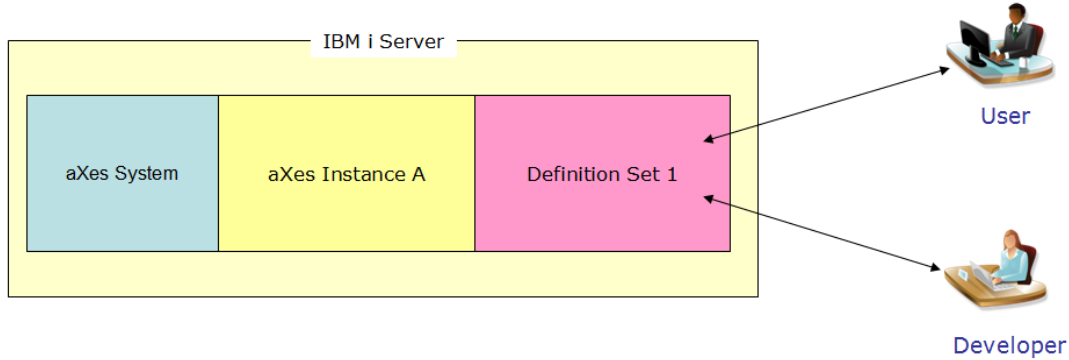 IBM i Server
aXes System
aXes Instance A
Definition Set 1
User
Developer